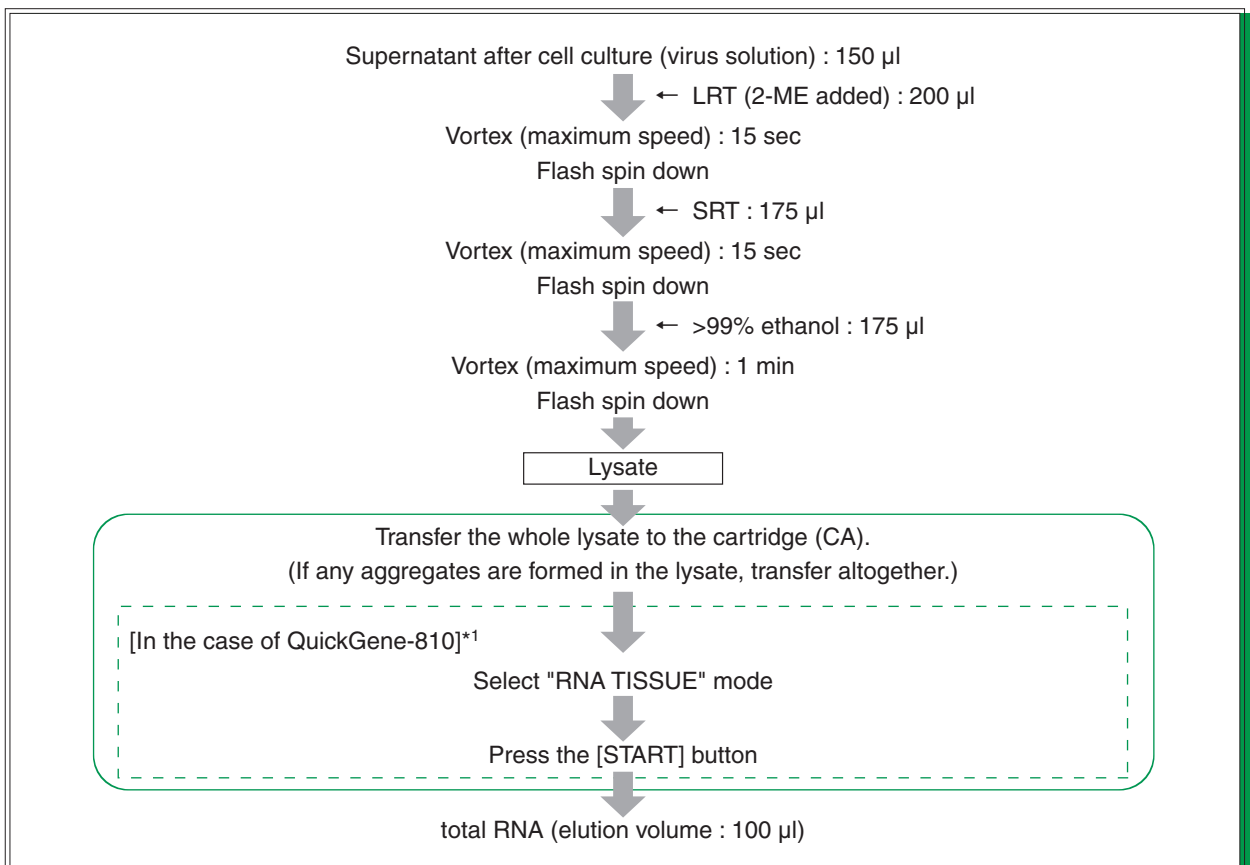 Supernatant after cell culture (virus solution) : 150 µl
← LRT (2-ME added) : 200 µl
Vortex (maximum speed) : 15 sec
Flash spin down
← SRT : 175 µl
Vortex (maximum speed) : 15 sec
Flash spin down
← >99% ethanol : 175 µl
Vortex (maximum speed) : 1 min
Flash spin down
Lysate
Transfer the whole lysate to the cartridge (CA).
(If any aggregates are formed in the lysate, transfer altogether.)
[In the case of QuickGene-810]*1
Select "RNA TISSUE" mode
Press the [START] button
total RNA (elution volume : 100 µl)